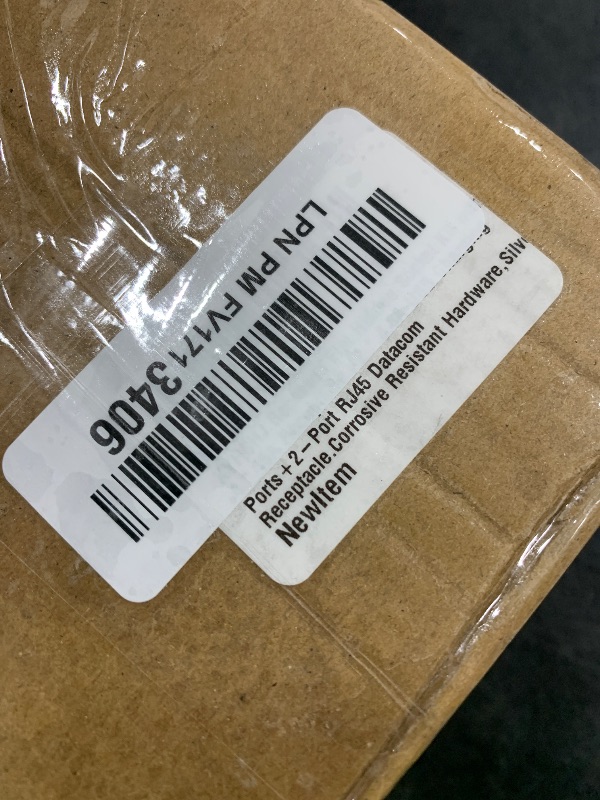 LPN PM FV1713406
Ports+2-Port RJ45 Datacom
Receptacle,Corrosive Resistant Hardware,Silv
NewItem